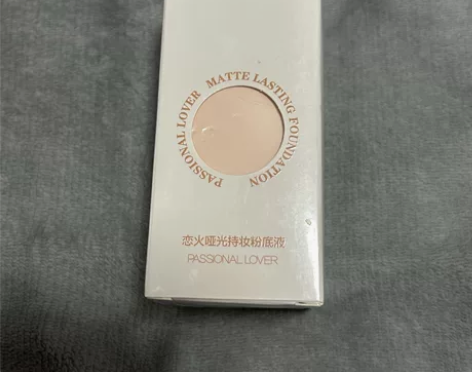 PASSIONAL LOVER MATTE LASTING FOUNDATION
恋火哑光持妆粉底液
PASSIONAL LOVER